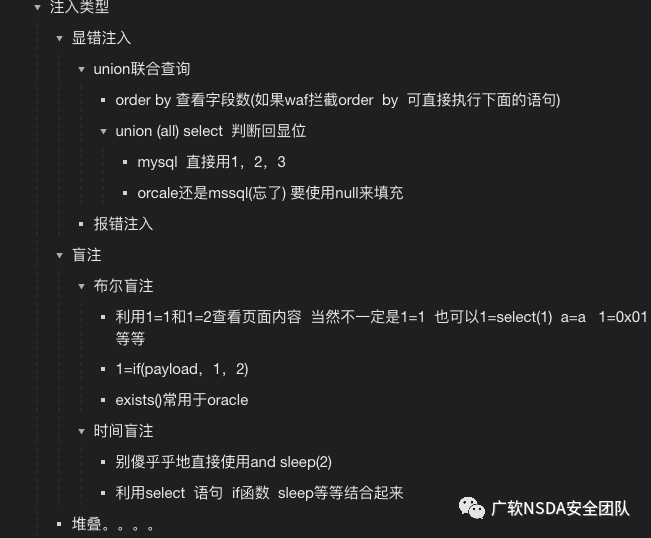 注入类型
显错注入
union联合查询
order by 查看字段数(如果waf拦截order by 可直接执行下面的语句)
union (all) select 判断回显位
mysql 直接用1，2，3
orcale还是mssql(忘了) 要使用null来填充
报错注入
盲注
布尔盲注
利用1=1和1=2查看页面内容 当然不一定是1=1 也可以1=select(1) a=a 1=0x01
等等
1=if(payload，1，2)
exists()常用于oracle
时间盲注
别傻乎乎地直接使用and sleep(2)
利用select 语句 if函数 sleep等等结合起来
堆叠。。。。
广软NSDA安全团队